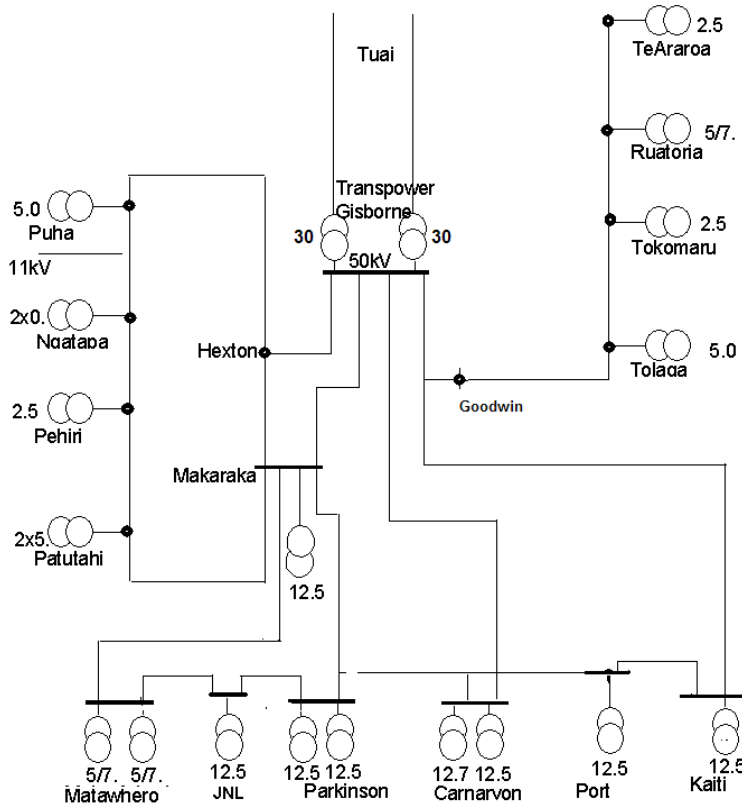 Tuai
2.5
TeAraroa
5/7.
Ruatoria
Transpower
Gisborne
30
30
50kV
5.0
Puha
11kV
2.5
Tokomaru
2x0.
Ngatapa
Hexton
5.0
Tolaga
Goodwin
2.5
Pehiri
Makaraka
2x5.
Patutahi
12.5
5/7.
5/7.
Matawhero
12.5
JNL
12.5
12.5
Parkinson
12.7
12.5
Carnarvon
12.5
Port
12.5
Kaiti